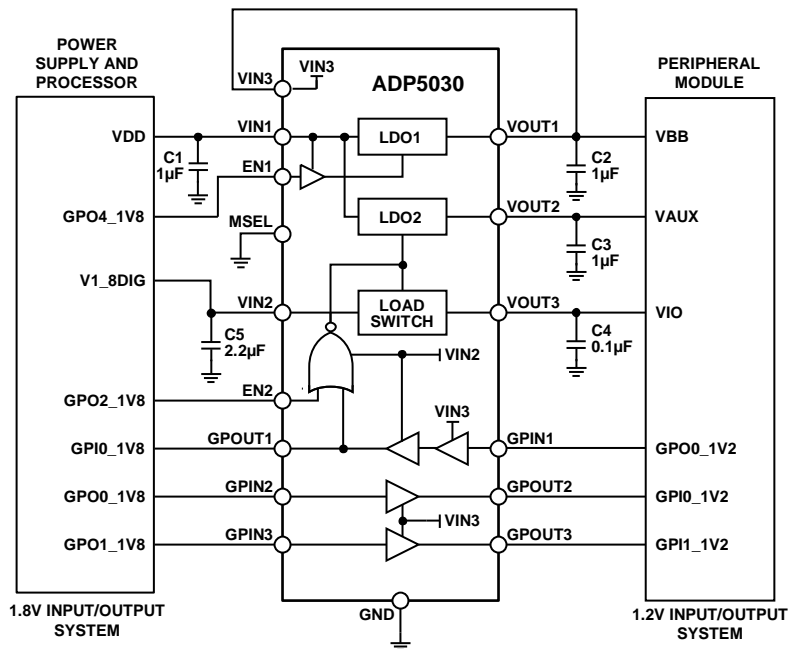 POWER
SUPPLY AND
PROCESSOR
VDD
GPO4_1V8
V1_8DIG
GPO2_1V8
GPI0_1V8
GPO0_1V8
GPO1_1V8
1.8V INPUT/OUTPUT
SYSTEM
C1
1µF
C5
2.2µF
VIN3
VIN1
EN1
MSEL
VIN2
EN2
GPOUT1
GPIN2
GPIN3
ADP5030
VIN3
LDO1
LDO2
LOAD
SWITCH
VIN2
VIN3
VIN3
GND
VOUT1
VOUT2
VOUT3
GPIN1
GPOUT2
GPOUT3
C2
1µF
C3
1µF
C4
0.1µF
PERIPHERAL
MODULE
VBB
VAUX
VIO
GPO0_1V2
GPI0_1V2
GPI1_1V2
1.2V INPUT/OUTPUT
SYSTEM